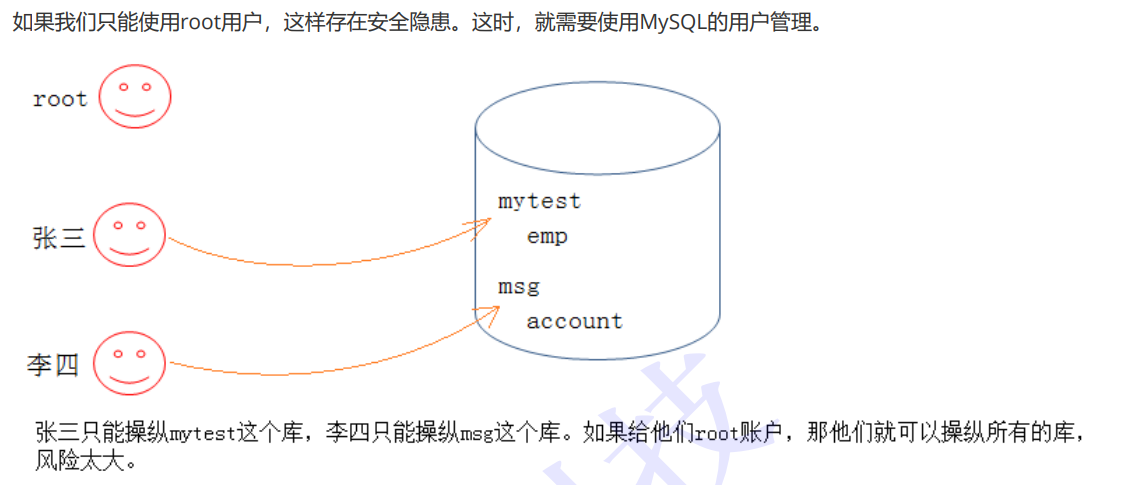 如果我们只能使用root用户，这样存在安全隐患。这时，就需要使用MySQL的用户管理。
root
mytest
张三
emp
msg
account
李四
科技
张三只能操纵mytest这个库，李四只能操纵msg这个库。如果给他们root账户，那他们就可以操纵所有的库，
风险太大。